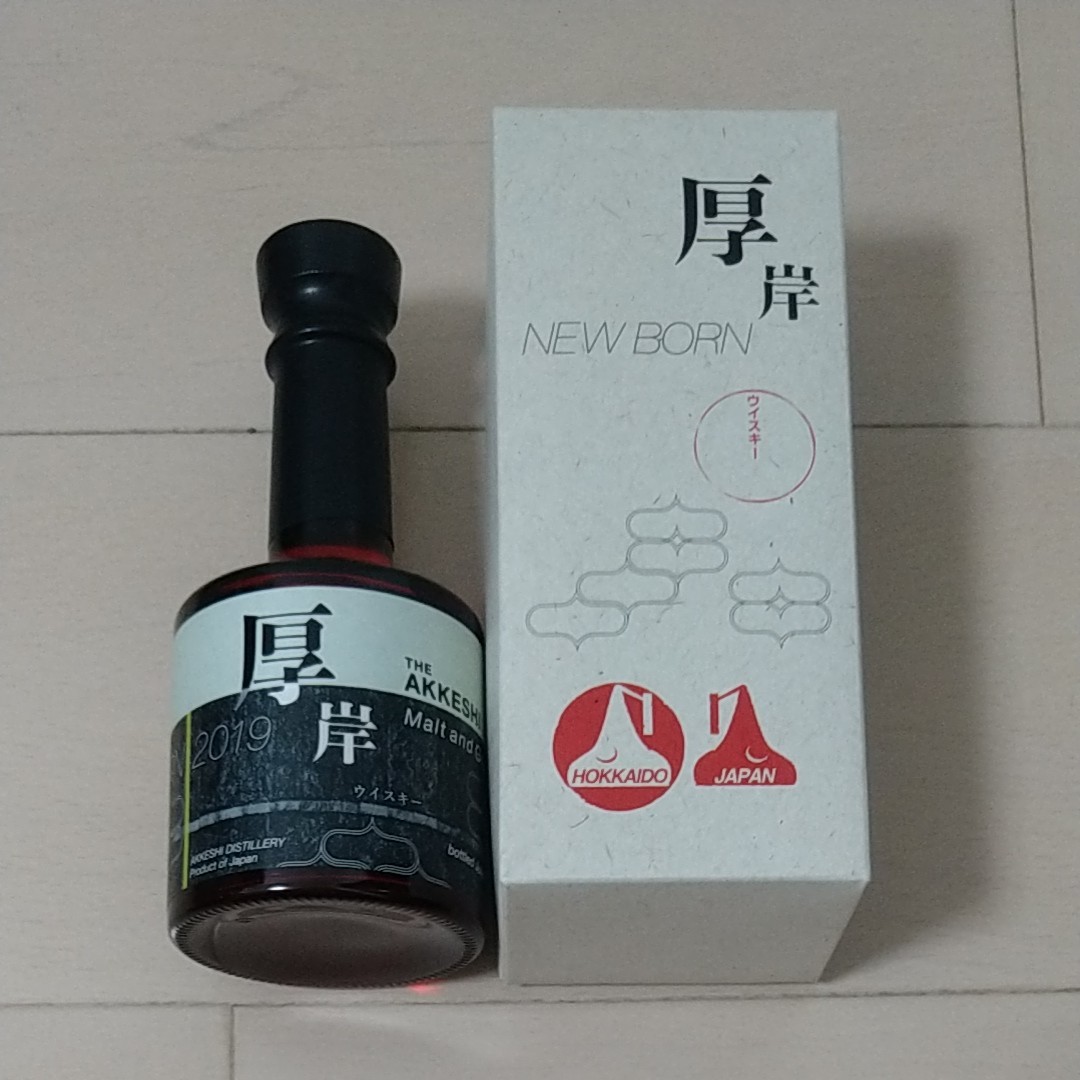 厚岸
THE
AKKESHI
Malt and
2019
ウイスキー
AKKESHI DISTILLERY
Product of Japan
bottled
厚岸
NEW BORN
ウイスキー
HOKKAIDO
JAPAN